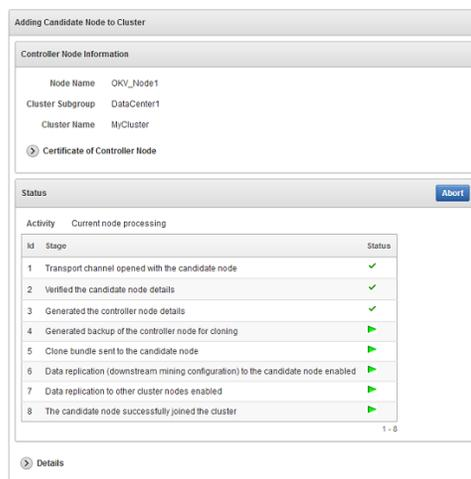 Adding Candidate Node to Cluster
Controller Node Information
Node Name OKV_Node1
Cluster Subgroup DataCenter1
Cluster Name MyCluster
Certificate of Controller Node
Status Abort
Activity Current node processing
Id Stage Status
1 Transport channel opened with the candidate node
2 Verified the candidate node details
3 Generated the controller node details
4 Generated backup of the controller node for cloning
5 Clone bundle sent to the candidate node
6 Data replication (downstream mining configuration) to the candidate node enabled
7 Data replication to other cluster nodes enabled
8 The candidate node successfully joined the cluster
1 - 8
Details